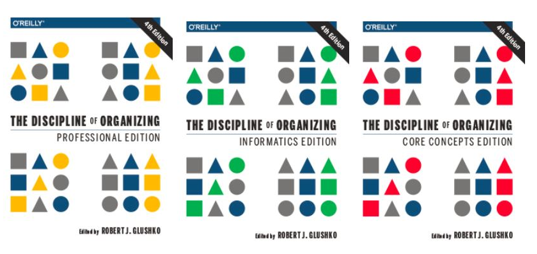 O'REILLY®
4th Edition
THE DISCIPLINE OF ORGANIZING
PROFESSIONAL EDITION
Edited by ROBERT J. GLUSHKO
O'REILLY®
4th Edition
THE DISCIPLINE OF ORGANIZING
INFORMATICS EDITION
Edited by ROBERT J. GLUSHKO
O'REILLY®
4th Edition
THE DISCIPLINE OF ORGANIZING
CORE CONCEPTS EDITION
Edited by ROBERT J. GLUSHKO